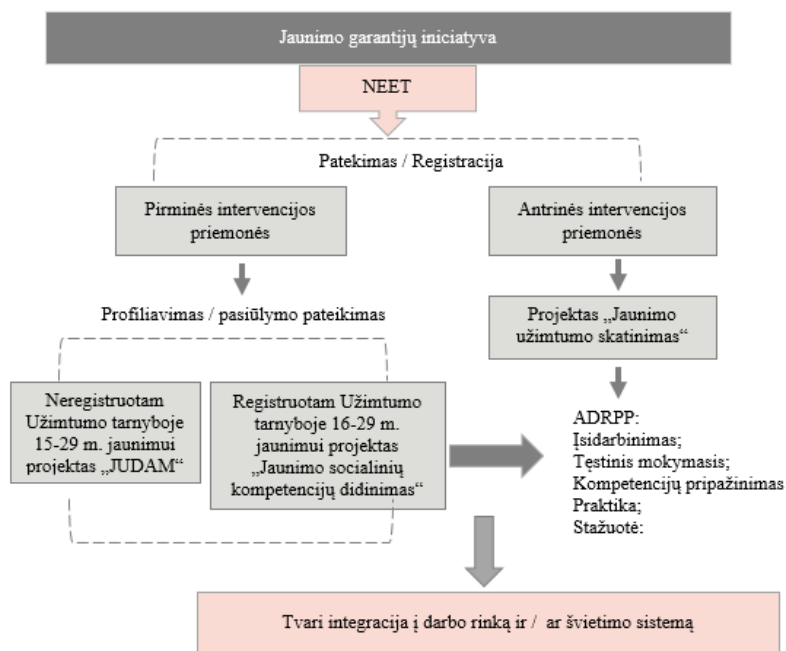 Jaunimo garantijų iniciatyva
NEET
Patekimas / Registracija
Pirminės intervencijos
priemonės
Antrinės intervencijos
priemonės
Profiliavimas / pasiūlymo pateikimas
Projektas „Jaunimo
užimtumo skatinimas“
Neregistruotam
Užimtumo tarnyboje
15-29 m. jaunimui
projektas „JUDAM“
Registruotam Užimtumo
tarnyboje 16-29 m.
jaunimui projektas
„Jaunimo socialinių
kompetencijų didinimas“
ADRPP:
Įsidarbinimas;
Tęstinis mokymasis;
Kompetencijų pripažinimas
Praktika;
Stažuotė:
Tvari integracija į darbo rinką ir / ar švietimo sistemą